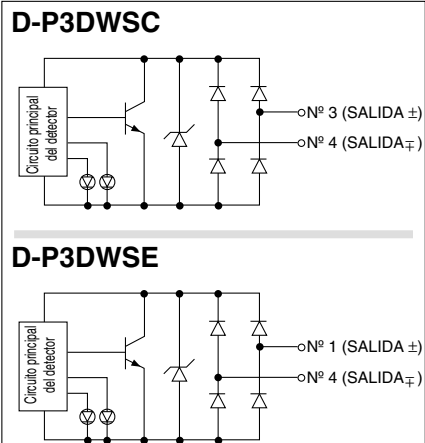 D-P3DWSC
Circuito principal
del detector
Nº 3 (SALIDA ±)
Nº 4 (SALIDA∓)
D-P3DWSE
Circuito principal
del detector
Nº 1 (SALIDA ±)
Nº 4 (SALIDA∓)